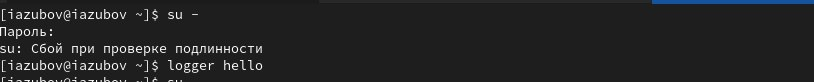 [iazubov@iazubov ~]$ su -
Пароль:
su: Сбой при проверке подлинности
[iazubov@iazubov ~]$ logger hello